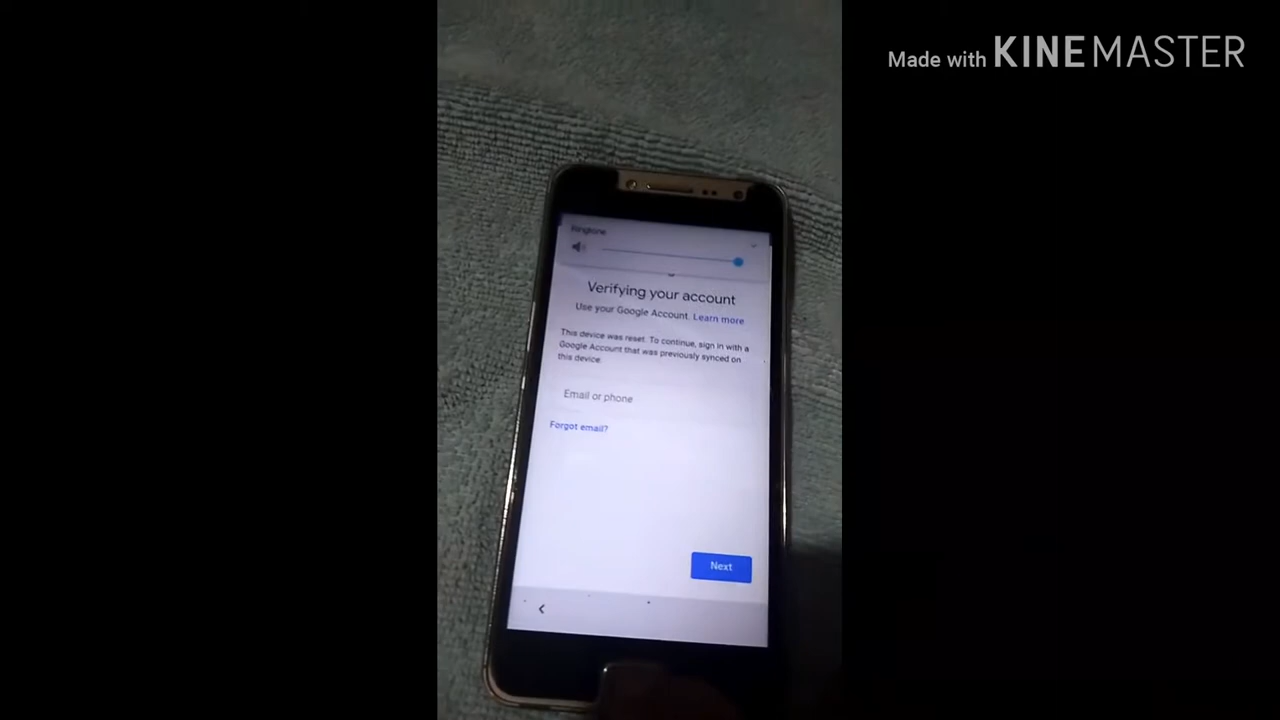 Made with KINEMASTER
Ringtone
Verifying your account
Use your Google Account. Learn more
This device was reset. To continue, sign in with a
Google Account that was previously synced on
this device.
Email or phone
Forgot email?
Next